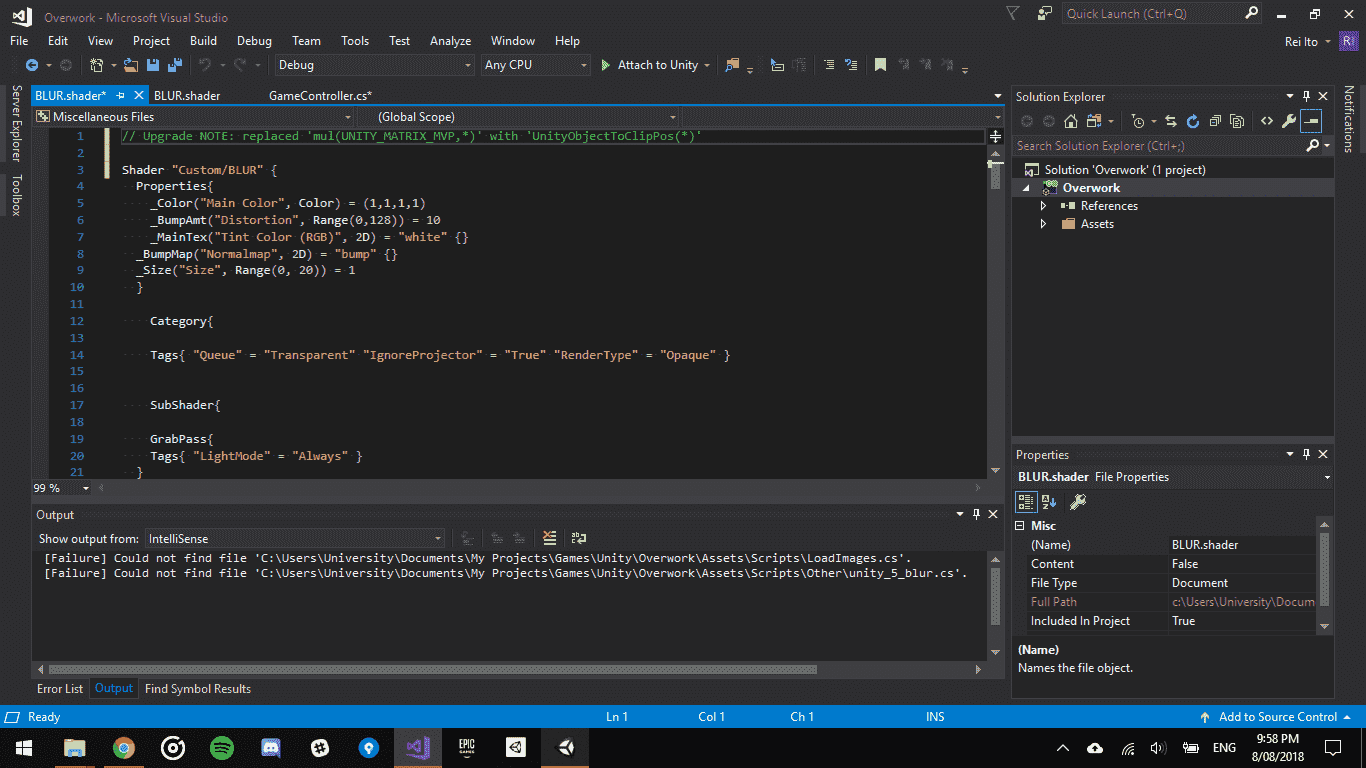 Overwork - Microsoft Visual Studio
Quick Launch (Ctrl+Q)
File Edit View Project Build Debug Team Tools Test Analyze Window Help
Rei Ito RI
Debug Any CPU Attach to Unity
Server Explorer
Toolbox
BLUR.shader* BLUR.shader GameController.cs*
Miscellaneous Files (Global Scope)
1 // Upgrade NOTE: replaced 'mul(UNITY_MATRIX_MVP,*)' with 'UnityObjectToClipPos(*)'
2
3 Shader "Custom/BLUR" {
4 Properties{
5 _Color("Main Color", Color) = (1,1,1,1)
6 _BumpAmt("Distortion", Range(0,128)) = 10
7 _MainTex("Tint Color (RGB)", 2D) = "white" {}
8 _BumpMap("Normalmap", 2D) = "bump" {}
9 _Size("Size", Range(0, 20)) = 1
10 }
11
12 Category{
13
14 Tags{ "Queue" = "Transparent" "IgnoreProjector" = "True" "RenderType" = "Opaque" }
15
16
17 SubShader{
18
19 GrabPass{
20 Tags{ "LightMode" = "Always" }
21 }
99 %
Output
Show output from: IntelliSense
[Failure] Could not find file 'C:\Users\University\Documents\My Projects\Games\Unity\Overwork\Assets\Scripts\LoadImages.cs'.
[Failure] Could not find file 'C:\Users\University\Documents\My Projects\Games\Unity\Overwork\Assets\Scripts\Other\unity_5_blur.cs'.
Error List Output Find Symbol Results
Solution Explorer
Search Solution Explorer (Ctrl+;)
Solution 'Overwork' (1 project)
Overwork
References
Assets
Notifications
Properties
BLUR.shader File Properties
Misc
(Name) BLUR.shader
Content False
File Type Document
Full Path c:\Users\University\Docum
Included In Project True
(Name)
Names the file object.
Ready Ln 1 Col 1 Ch 1 INS Add to Source Control
EPIC GAMES
ENG
9:58 PM
8/08/2018